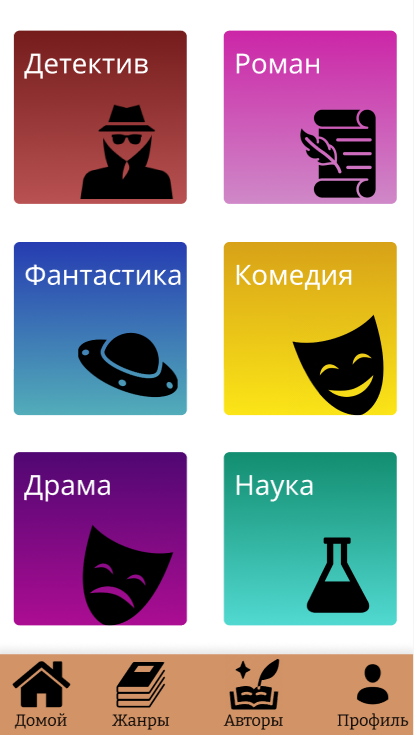 Детектив
Роман
Фантастика
Комедия
Драма
Наука
Домой
Жанры
Авторы
Профиль